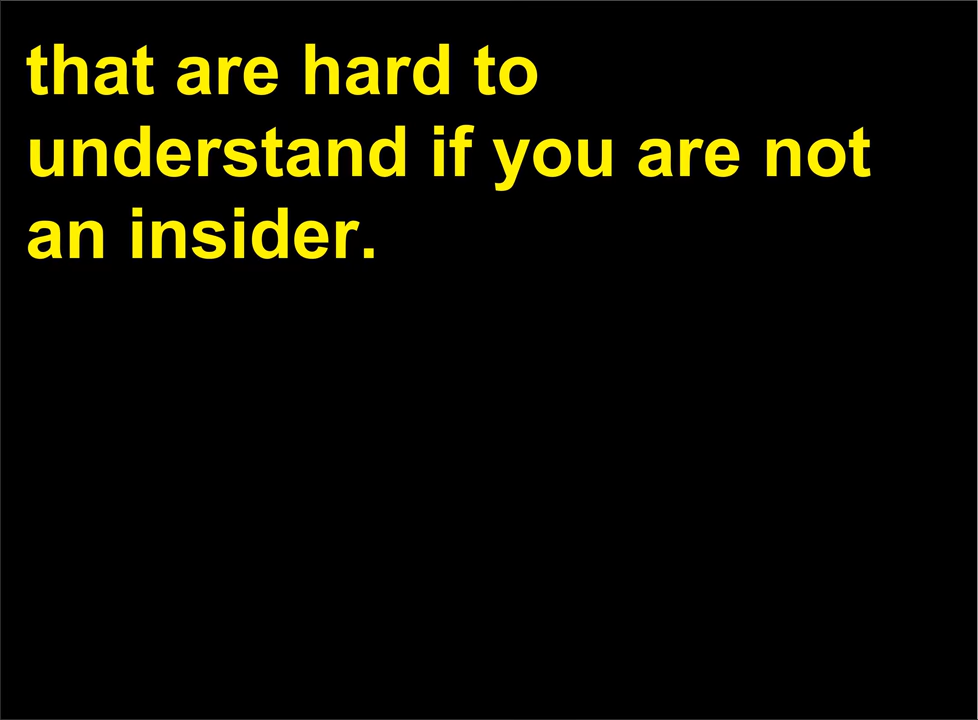 that are hard to
understand if you are not
an insider.